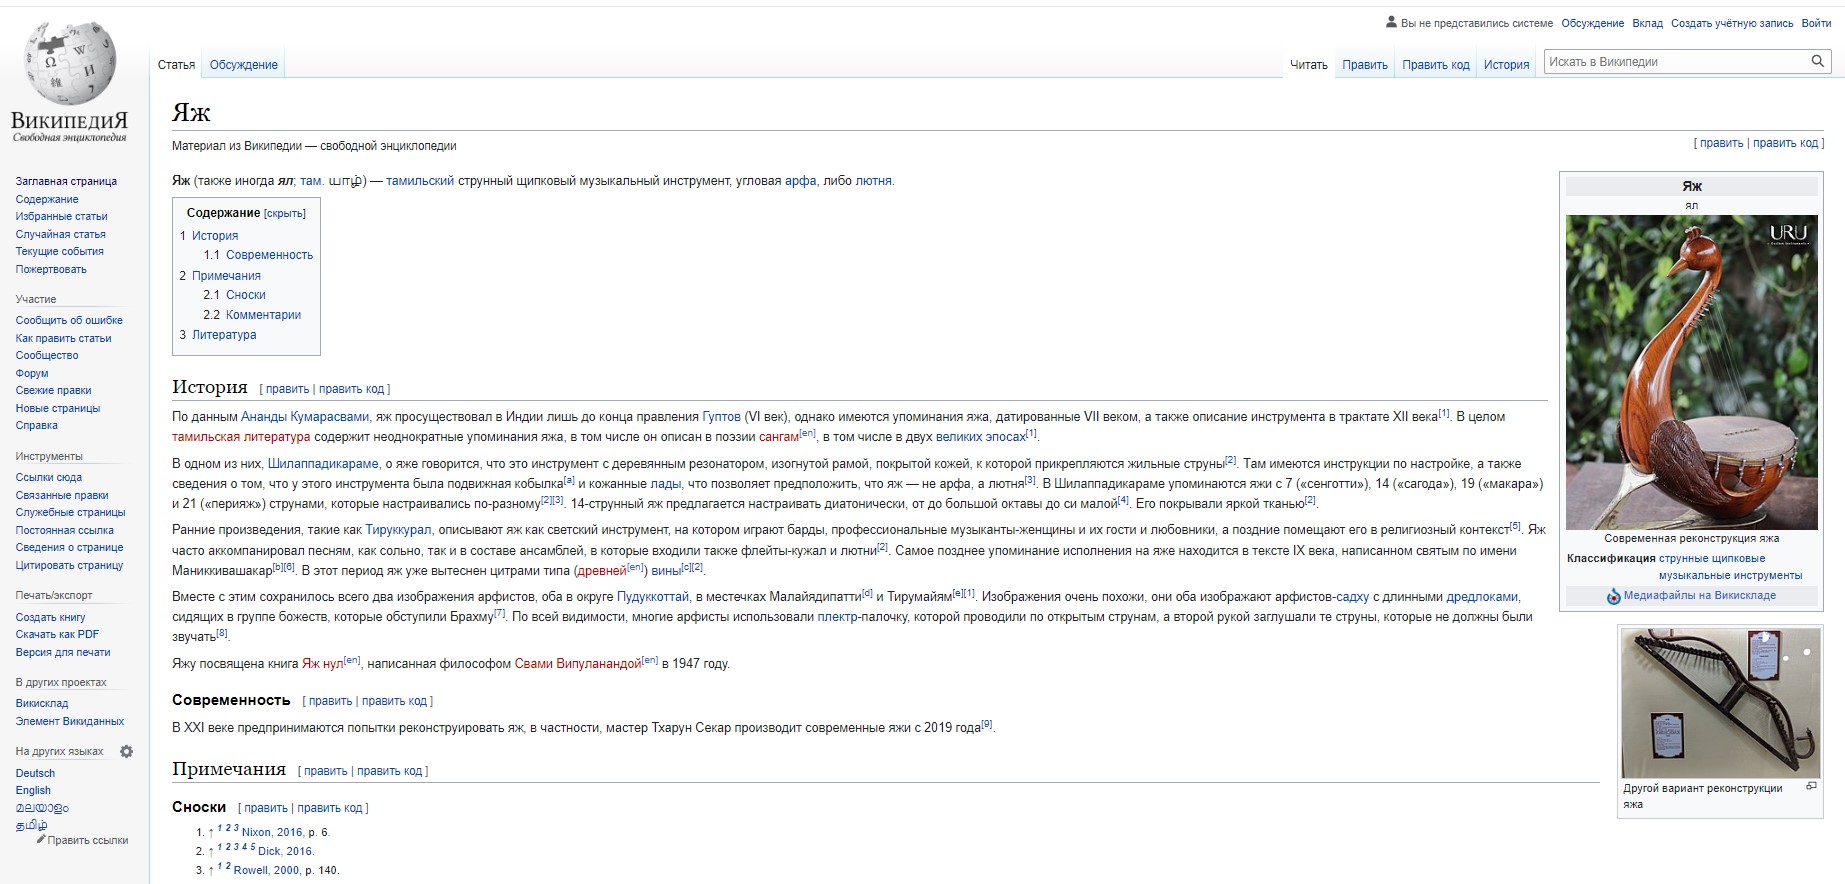 Вы не представились системе Обсуждение Вклад Создать учётную запись Войти
Статья Обсуждение
Читать Править Править код История Искать в Википедии
ВИКИПЕДИЯ
Свободная энциклопедия
Заглавная страница
Содержание
Избранные статьи
Случайная статья
Текущие события
Пожертвовать
Участие
Сообщить об ошибке
Как править статьи
Сообщество
Форум
Свежие правки
Новые страницы
Справка
Инструменты
Ссылки сюда
Связанные правки
Служебные страницы
Постоянная ссылка
Сведения о странице
Цитировать страницу
Печать/экспорт
Создать книгу
Скачать как PDF
Версия для печати
В других проектах
Викисклад
Элемент Викиданных
На других языках
Deutsch
English
മലയാളം
தமிழ்
Править ссылки
Яж
Материал из Википедии — свободной энциклопедии
[ править | править код ]
Яж (также иногда ял; там. யாழ்) — тамильский струнный щипковый музыкальный инструмент, угловая арфа, либо лютня.
Содержание [скрыть]
1 История
1.1 Современность
2 Примечания
2.1 Сноски
2.2 Комментарии
3 Литература
История [ править | править код ]
По данным Ананды Кумарасвами, яж просуществовал в Индии лишь до конца правления Гуптов (VI век), однако имеются упоминания яжа, датированные VII веком, а также описание инструмента в трактате XII века[1]. В целом
тамильская литература содержит неоднократные упоминания яжа, в том числе он описан в поэзии сангам[en], в том числе в двух великих эпосах[1].
В одном из них, Шилаппадикараме, о яже говорится, что это инструмент с деревянным резонатором, изогнутой рамой, покрытой кожей, к которой прикрепляются жильные струны[2]. Там имеются инструкции по настройке, а также
сведения о том, что у этого инструмента была подвижная кобылка[a] и кожаные лады, что позволяет предположить, что яж — не арфа, а лютня[3]. В Шилаппадикараме упоминаются яжи с 7 («сенготти»), 14 («сагода»), 19 («макара»)
и 21 («перияж») струнами, которые настраивались по-разному[2][3]. 14-струнный яж предлагается настраивать диатонически, от до большой октавы до си малой[4]. Его покрывали яркой тканью[2].
Ранние произведения, такие как Тируккурал, описывают яж как светский инструмент, на котором играют барды, профессиональные музыканты-женщины и их гости и любовники, а поздние помещают его в религиозный контекст[5]. Яж
часто аккомпанировал песням, как сольно, так и в составе ансамблей, в которые входили также флейты-кужал и лютни[2]. Самое позднее упоминание исполнения на яже находится в тексте IX века, написанном святым по имени
Маниккивашакар[b][6]. В этот период яж уже вытеснен цитрами типа (древней[en]) вины[c][2].
Вместе с этим сохранилось всего два изображения арфистов, оба в округе Пудуккоттай, в местечках Малайядипатти[d] и Тирумайям[e][1]. Изображения очень похожи, они оба изображают арфистов-садху с длинными дредлоками,
сидящих в группе божеств, которые обступили Брахму[7]. По всей видимости, многие арфисты использовали плектр-палочку, которой проводили по открытым струнам, а второй рукой заглушали те струны, которые не должны были
звучать[8].
Яжу посвящена книга Яж нул[en], написанная философом Свами Випуланандой[en] в 1947 году.
Современность [ править | править код ]
В XXI веке предпринимаются попытки реконструировать яж, в частности, мастер Тхарун Секар производит современные яжи с 2019 года[9].
Примечания [ править | править код ]
Сноски [ править | править код ]
1. ↑ 1 2 3 Nixon, 2016, p. 6.
2. ↑ 1 2 3 4 5 Dick, 2016.
3. ↑ 1 2 Rowell, 2000, p. 140.
Яж
ял
URU
Современная реконструкция яжа
Классификация струнные щипковые
музыкальные инструменты
Медиафайлы на Викискладе
Другой вариант реконструкции
яжа